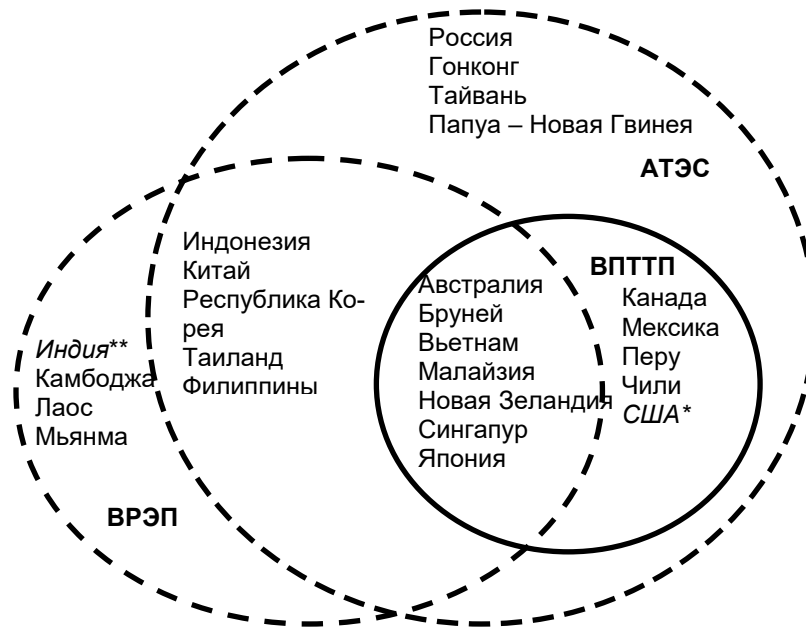 Россия
Гонконг
Тайвань
Папуа – Новая Гвинея
АТЭС
Индонезия
Китай
Республика Ко-
рея
Таиланд
Филиппины
ВПТТП
Австралия
Бруней
Вьетнам
Малайзия
Новая Зеландия
Сингапур
Япония
Канада
Мексика
Перу
Чили
США*
Индия**
Камбоджа
Лаос
Мьянма
ВРЭП